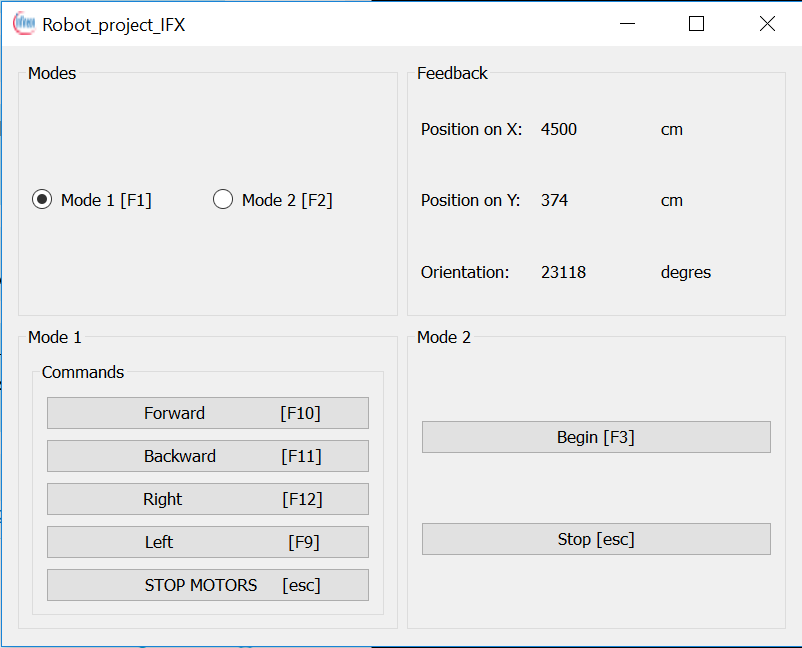 Robot_project_IFX
Modes
Mode 1 [F1] Mode 2 [F2]
Feedback
Position on X: 4500 cm
Position on Y: 374 cm
Orientation: 23118 degres
Mode 1
Commands
Forward [F10]
Backward [F11]
Right [F12]
Left [F9]
STOP MOTORS [esc]
Mode 2
Begin [F3]
Stop [esc]